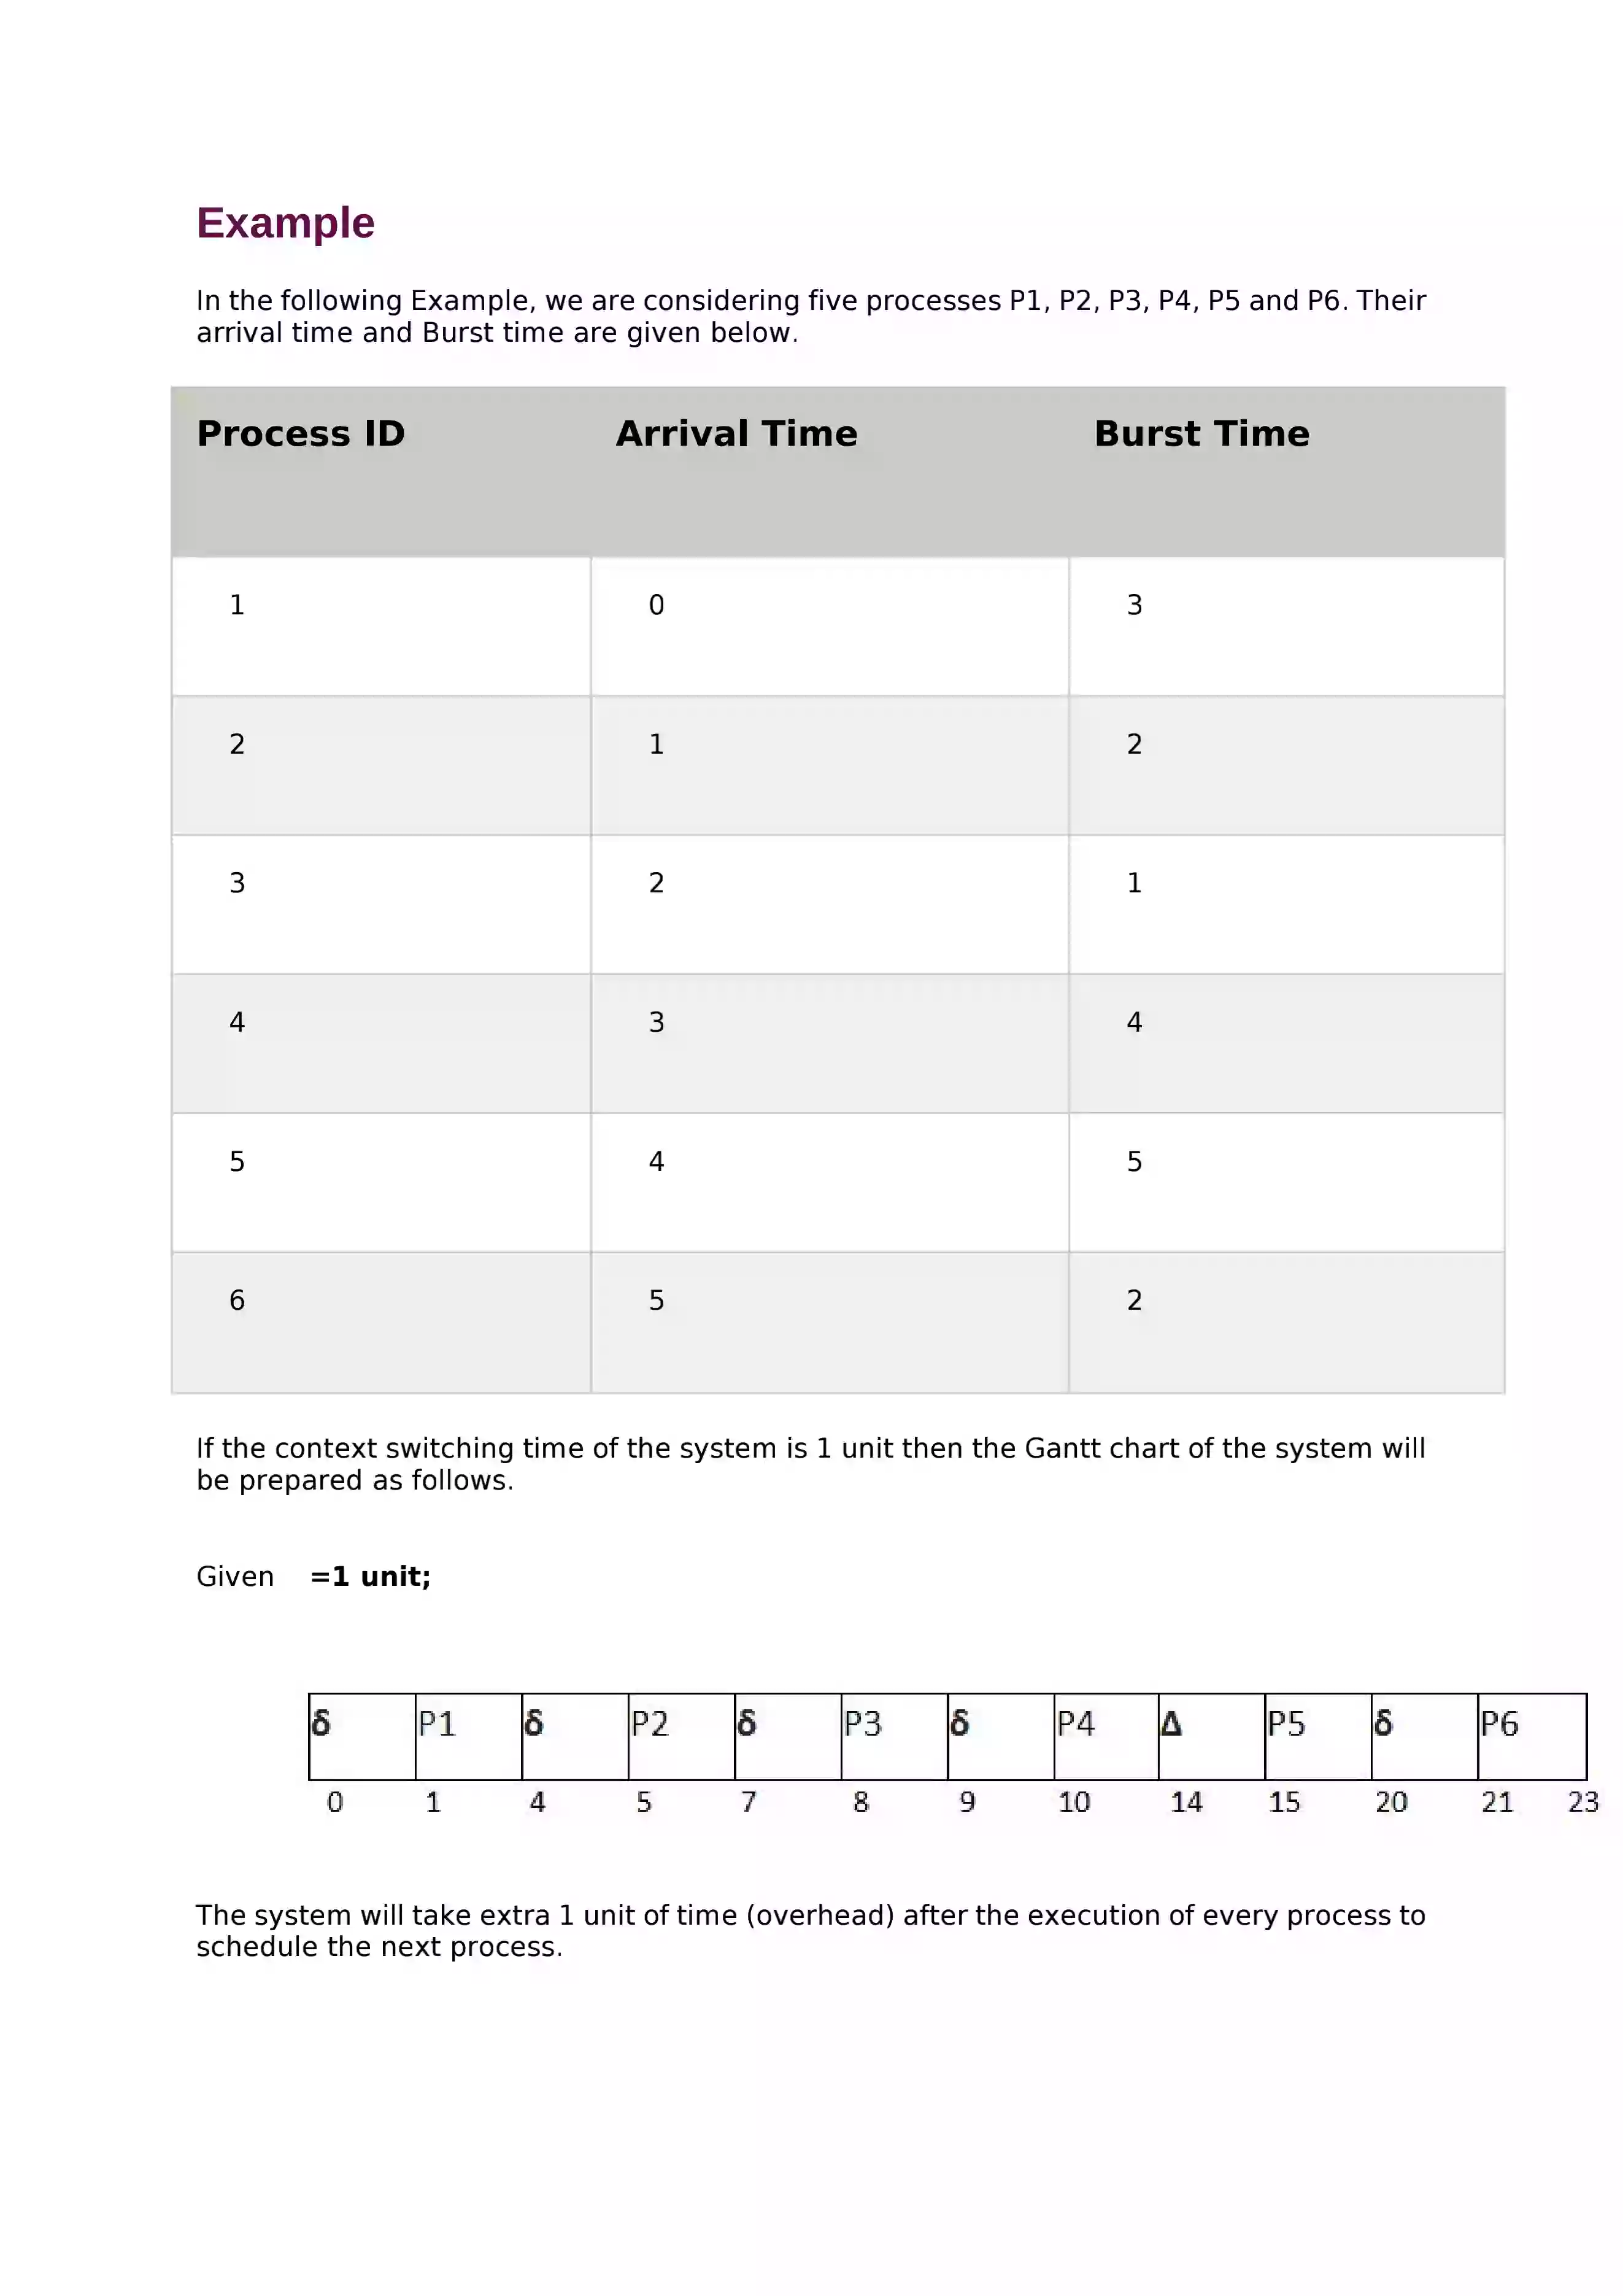 Example
In the following Example, we are considering five processes P1, P2, P3, P4, P5 and P6. Their
arrival time and Burst time are given below.
Process ID Arrival Time Burst Time
1 0 3
2 1 2
3 2 1
4 3 4
5 4 5
6 5 2
If the context switching time of the system is 1 unit then the Gantt chart of the system will
be prepared as follows.
Given =1 unit;
δ P1 δ P2 δ P3 δ P4 Δ P5 δ P6
0 1 4 5 7 8 9 10 14 15 20 21 23
The system will take extra 1 unit of time (overhead) after the execution of every process to
schedule the next process.